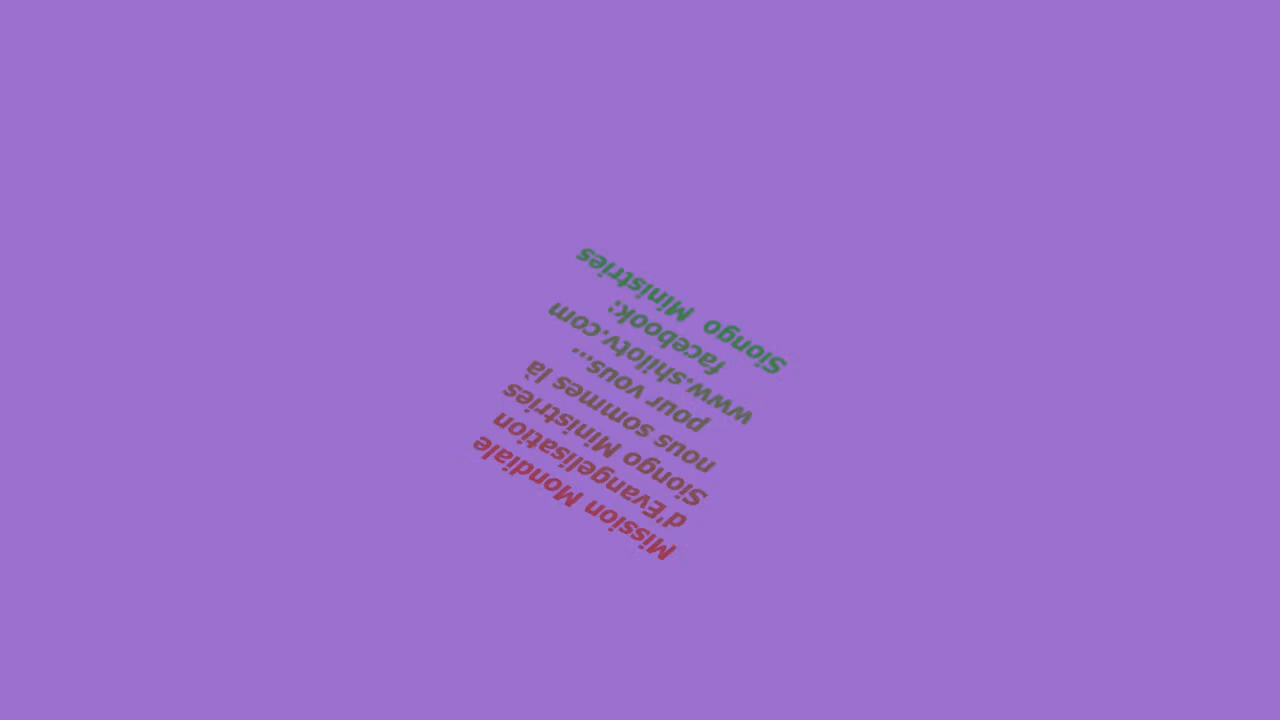 Mission Mondiale
d'Evangelisation
Siongo Ministries
nous sommes là
pour vous...
www.shilotv.com
facebook:
Siongo Ministries